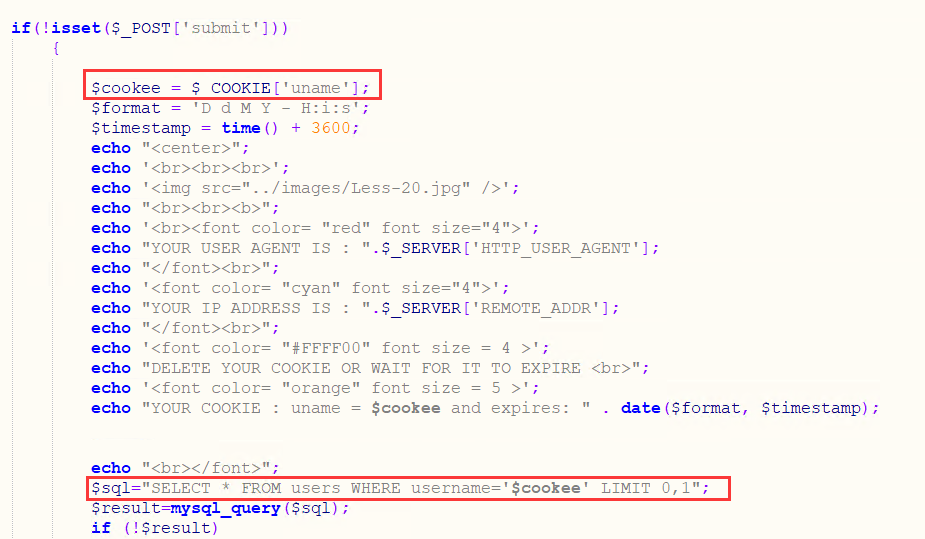 if(!isset($_POST['submit']))
{
$cookee = $_COOKIE['uname'];
$format = 'D d M Y - H:i:s';
$timestamp = time() + 3600;
echo "<center>";
echo '<br><br><br>';
echo '<img src="../images/Less-20.jpg" />';
echo "<br><br><b>";
echo '<br><font color= "red" font size="4">';
echo "YOUR USER AGENT IS : ".$_SERVER['HTTP_USER_AGENT'];
echo "</font><br>";
echo '<font color= "cyan" font size="4">';
echo "YOUR IP ADDRESS IS : ".$_SERVER['REMOTE_ADDR'];
echo "</font><br>";
echo '<font color= "#FFFF00" font size = 4 >';
echo "DELETE YOUR COOKIE OR WAIT FOR IT TO EXPIRE <br>";
echo '<font color= "orange" font size = 5 >';
echo "YOUR COOKIE : uname = $cookee and expires: " . date($format, $timestamp);
echo "<br></font>";
$sql="SELECT * FROM users WHERE username='$cookee' LIMIT 0,1";
$result=mysql_query($sql);
if (!$result)